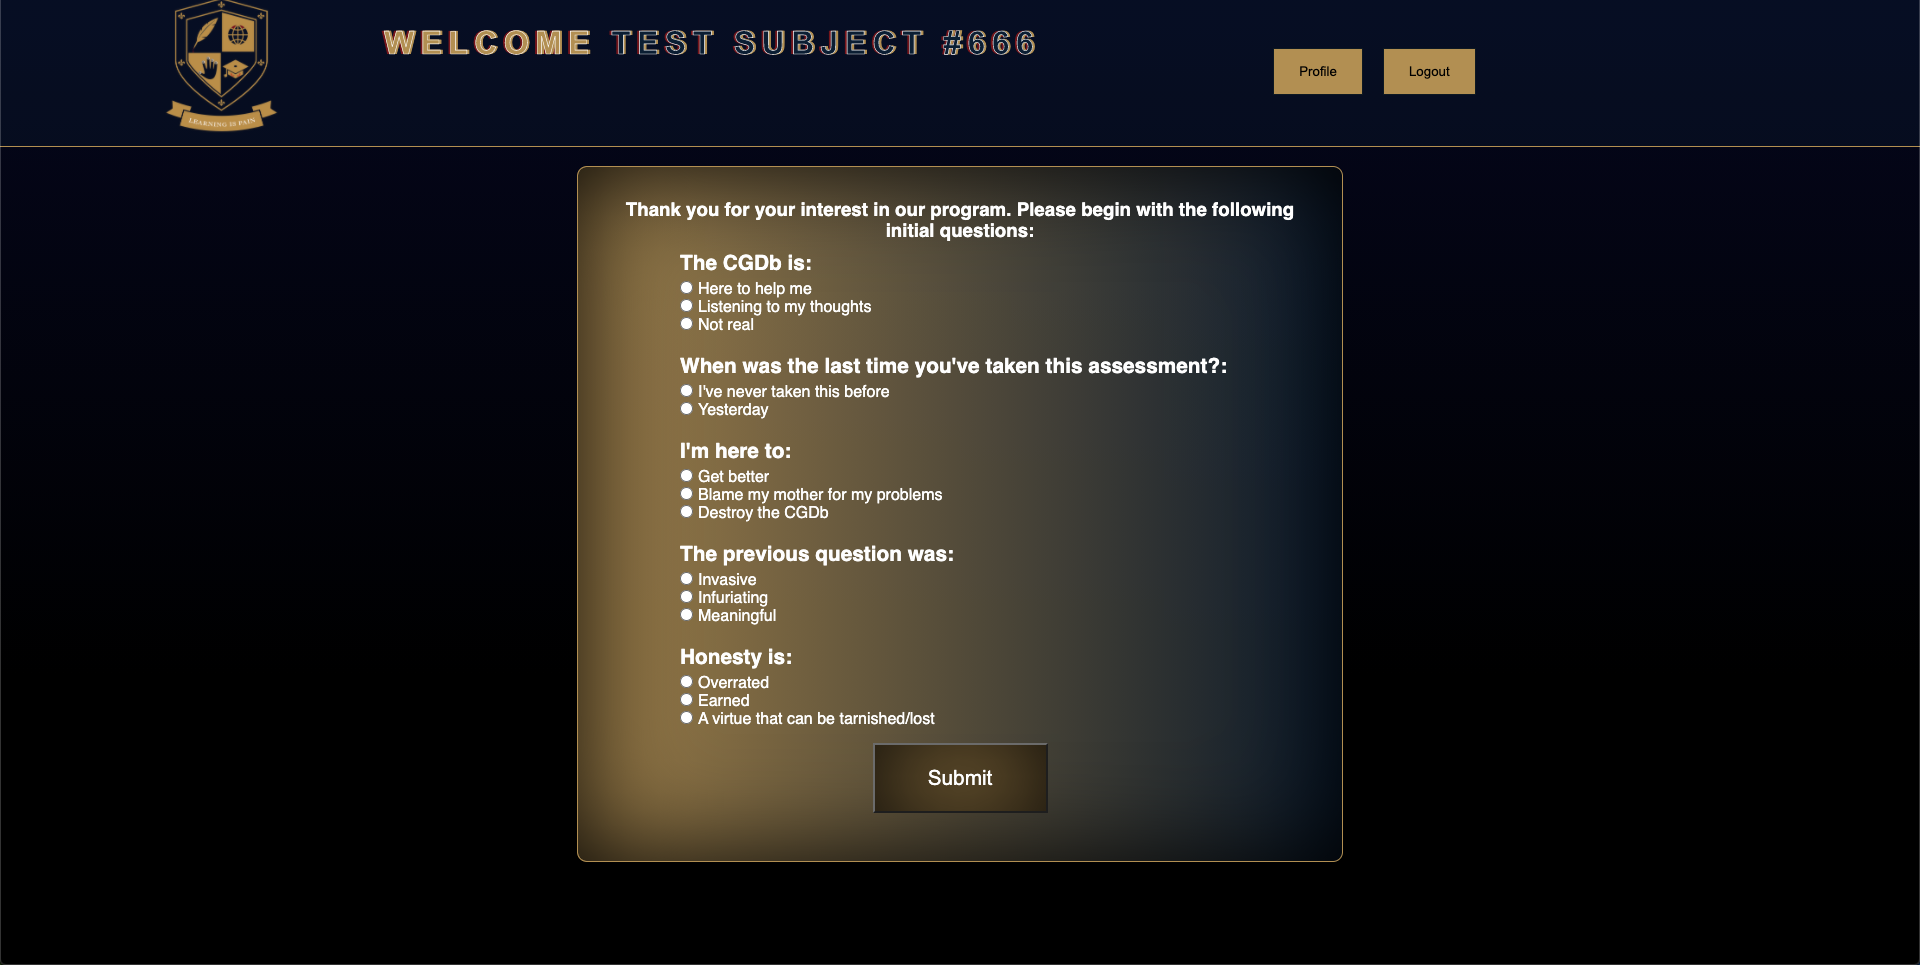 LEARNING IS PAIN
WELCOME TEST SUBJECT #666
Profile
Logout
Thank you for your interest in our program. Please begin with the following
initial questions:
The CGDb is:
Here to help me
Listening to my thoughts
Not real
When was the last time you've taken this assessment?:
I've never taken this before
Yesterday
I'm here to:
Get better
Blame my mother for my problems
Destroy the CGDb
The previous question was:
Invasive
Infuriating
Meaningful
Honesty is:
Overrated
Earned
A virtue that can be tarnished/lost
Submit